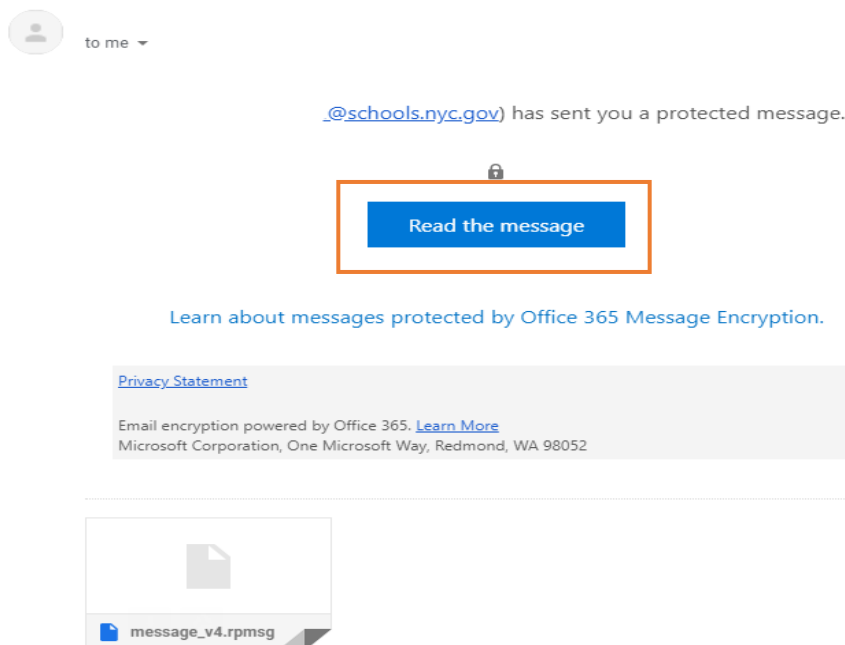 to me
_@schools.nyc.gov) has sent you a protected message.
Read the message
Learn about messages protected by Office 365 Message Encryption.
Privacy Statement
Email encryption powered by Office 365. Learn More
Microsoft Corporation, One Microsoft Way, Redmond, WA 98052
message_v4.rpmsg